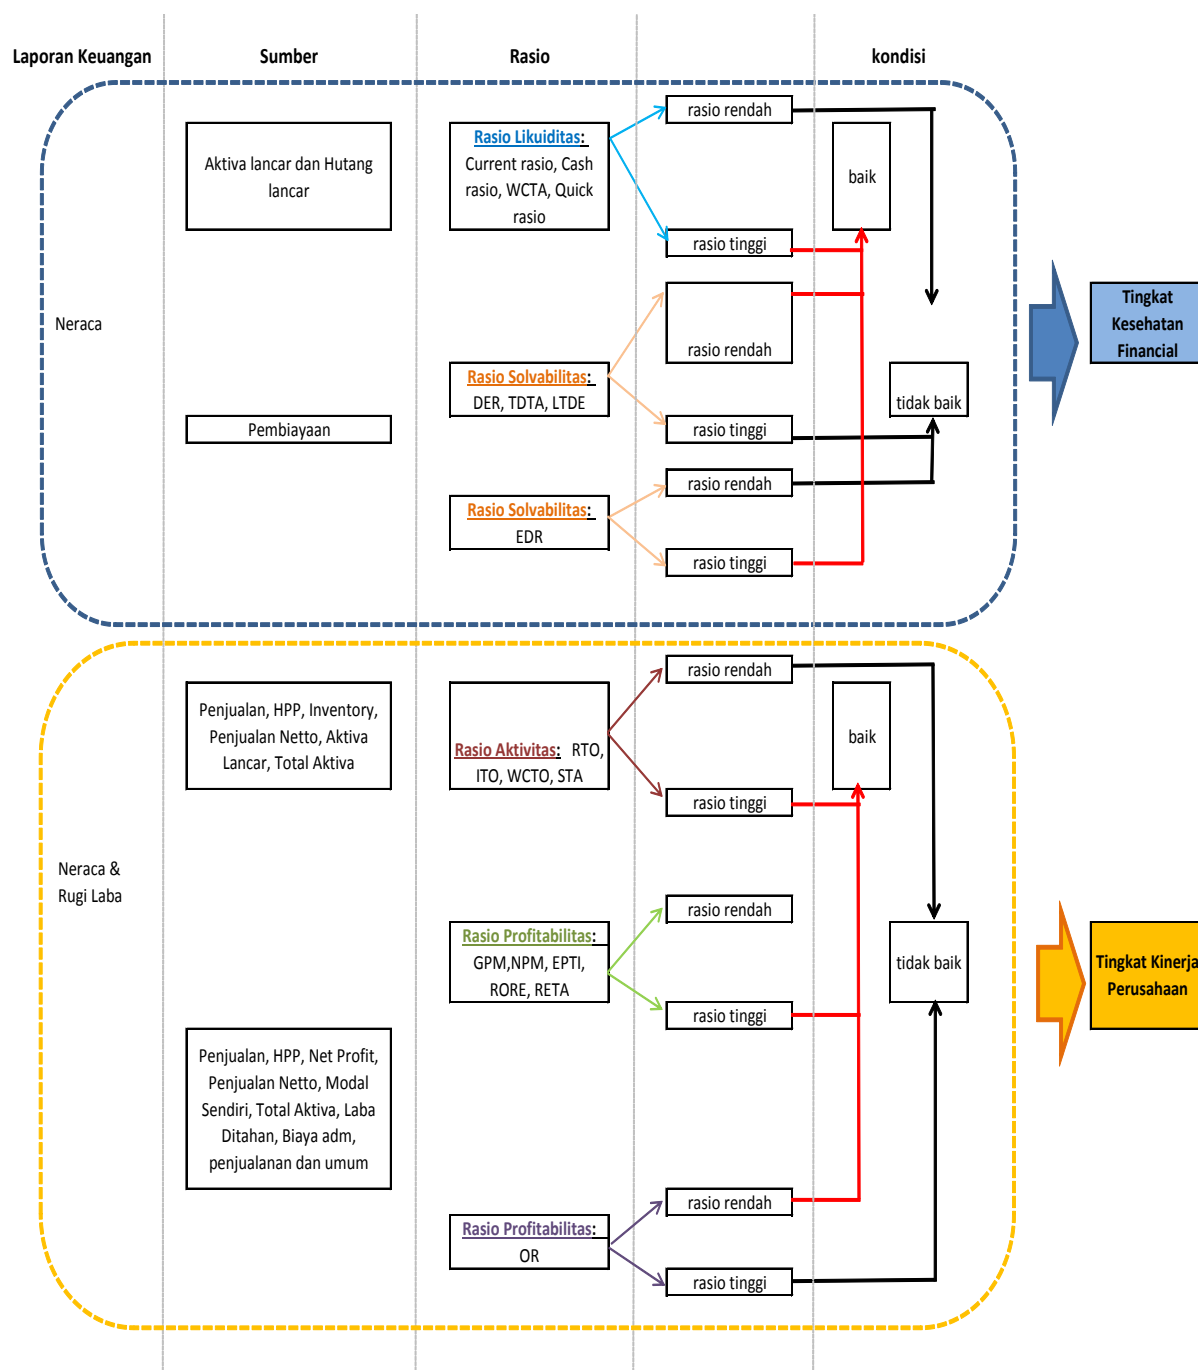 Laporan Keuangan
Sumber
Rasio
kondisi
rasio rendah
Aktiva lancar dan Hutang
lancar
Rasio Likuiditas:
Current rasio, Cash
rasio, WCTA, Quick
rasio
baik
rasio tinggi
Neraca
rasio rendah
Rasio Solvabilitas:
DER, TDTA, LTDE
tidak baik
Pembiayaan
rasio tinggi
rasio rendah
Rasio Solvabilitas:
EDR
rasio tinggi
Tingkat
Kesehatan
Financial
rasio rendah
Penjualan, HPP, Inventory,
Penjualan Netto, Aktiva
Lancar, Total Aktiva
Rasio Aktivitas: RTO,
ITO, WCTO, STA
baik
rasio tinggi
Neraca &
Rugi Laba
rasio rendah
Rasio Profitabilitas:
GPM,NPM, EPTI,
RORE, RETA
tidak baik
rasio tinggi
Tingkat Kinerja
Perusahaan
Penjualan, HPP, Net Profit,
Penjualan Netto, Modal
Sendiri, Total Aktiva, Laba
Ditahan, Biaya adm,
penjualanan dan umum
rasio rendah
Rasio Profitabilitas:
OR
rasio tinggi